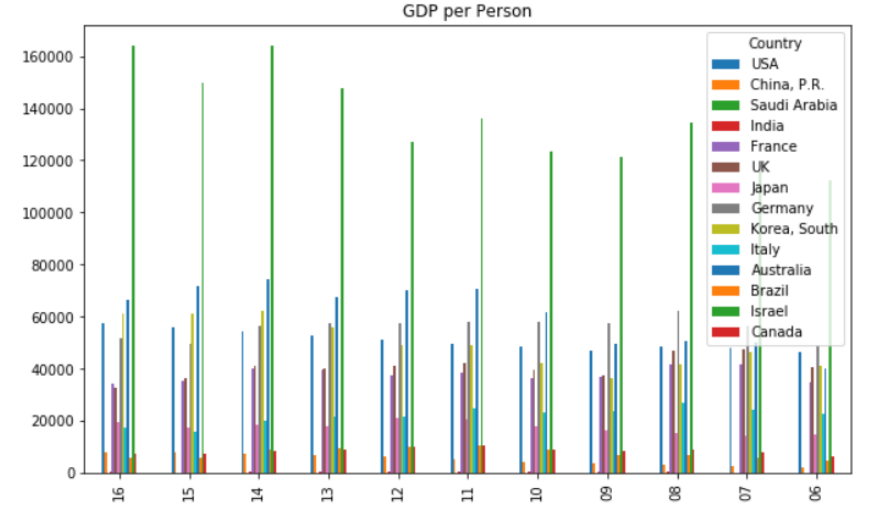 GDP per Person
160000
140000
120000
100000
80000
60000
40000
20000
0
Country
USA
China, P.R.
Saudi Arabia
India
France
UK
Japan
Germany
Korea, South
Italy
Australia
Brazil
Israel
Canada
16 15 14 13 12 11 10 09 08 07 06